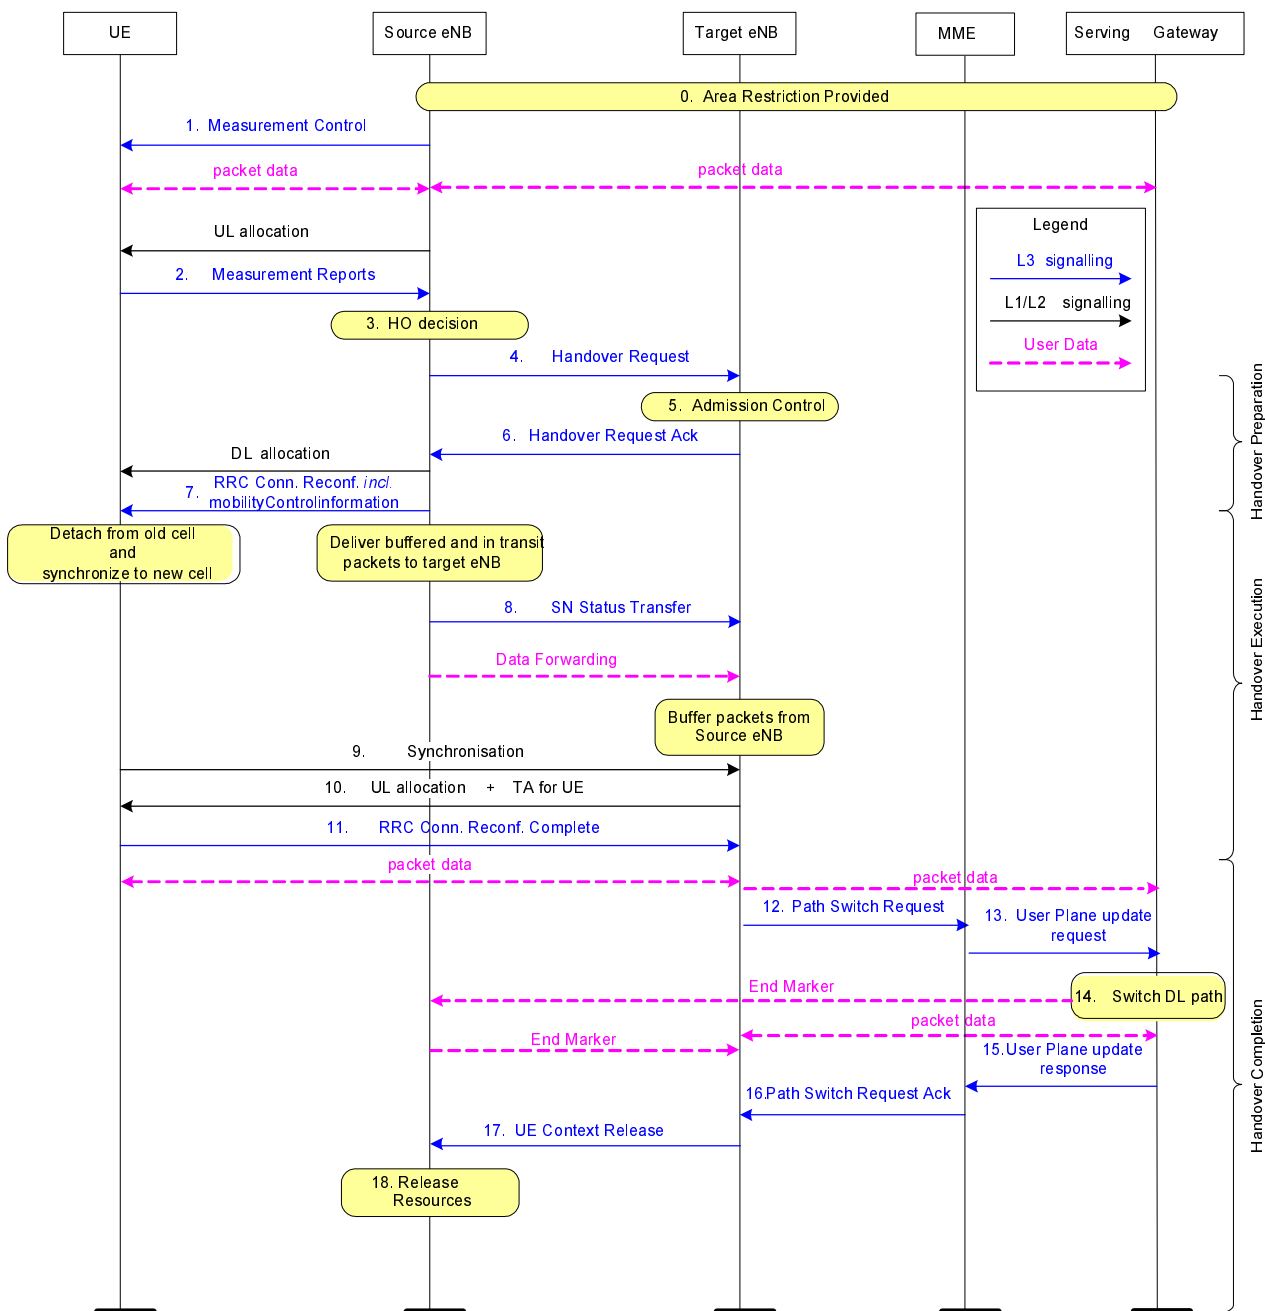 UE
Source eNB
Target eNB
MME
Serving Gateway
0. Area Restriction Provided
1. Measurement Control
packet data
packet data
Legend
L3 signalling
L1/L2 signalling
User Data
UL allocation
2. Measurement Reports
3. HO decision
4. Handover Request
5. Admission Control
6. Handover Request Ack
DL allocation
7. RRC Conn. Reconf. incl.
mobilityControlinformation
Handover Preparation
Detach from old cell
and
synchronize to new cell
Deliver buffered and in transit
packets to target eNB
8. SN Status Transfer
Data Forwarding
Buffer packets from
Source eNB
9. Synchronisation
10. UL allocation + TA for UE
11. RRC Conn. Reconf. Complete
Handover Execution
packet data
packet data
12. Path Switch Request
13. User Plane update
request
End Marker
14. Switch DL path
packet data
End Marker
15.User Plane update
response
16.Path Switch Request Ack
17. UE Context Release
18. Release
Resources
Handover Completion